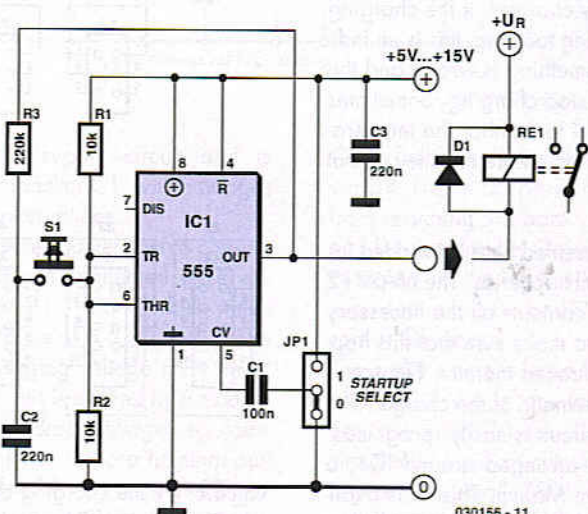 +UR
+5V...+15V
R3
220k
R1
10k
C3
220n
D1
RE1
8
4
R
7
DIS
IC1
S1
2
TR
555
OUT
3
6
THR
CV
1
5
JP1
C1
100n
1
0
STARTUP
SELECT
R2
10k
C2
220n
0
030156 - 11